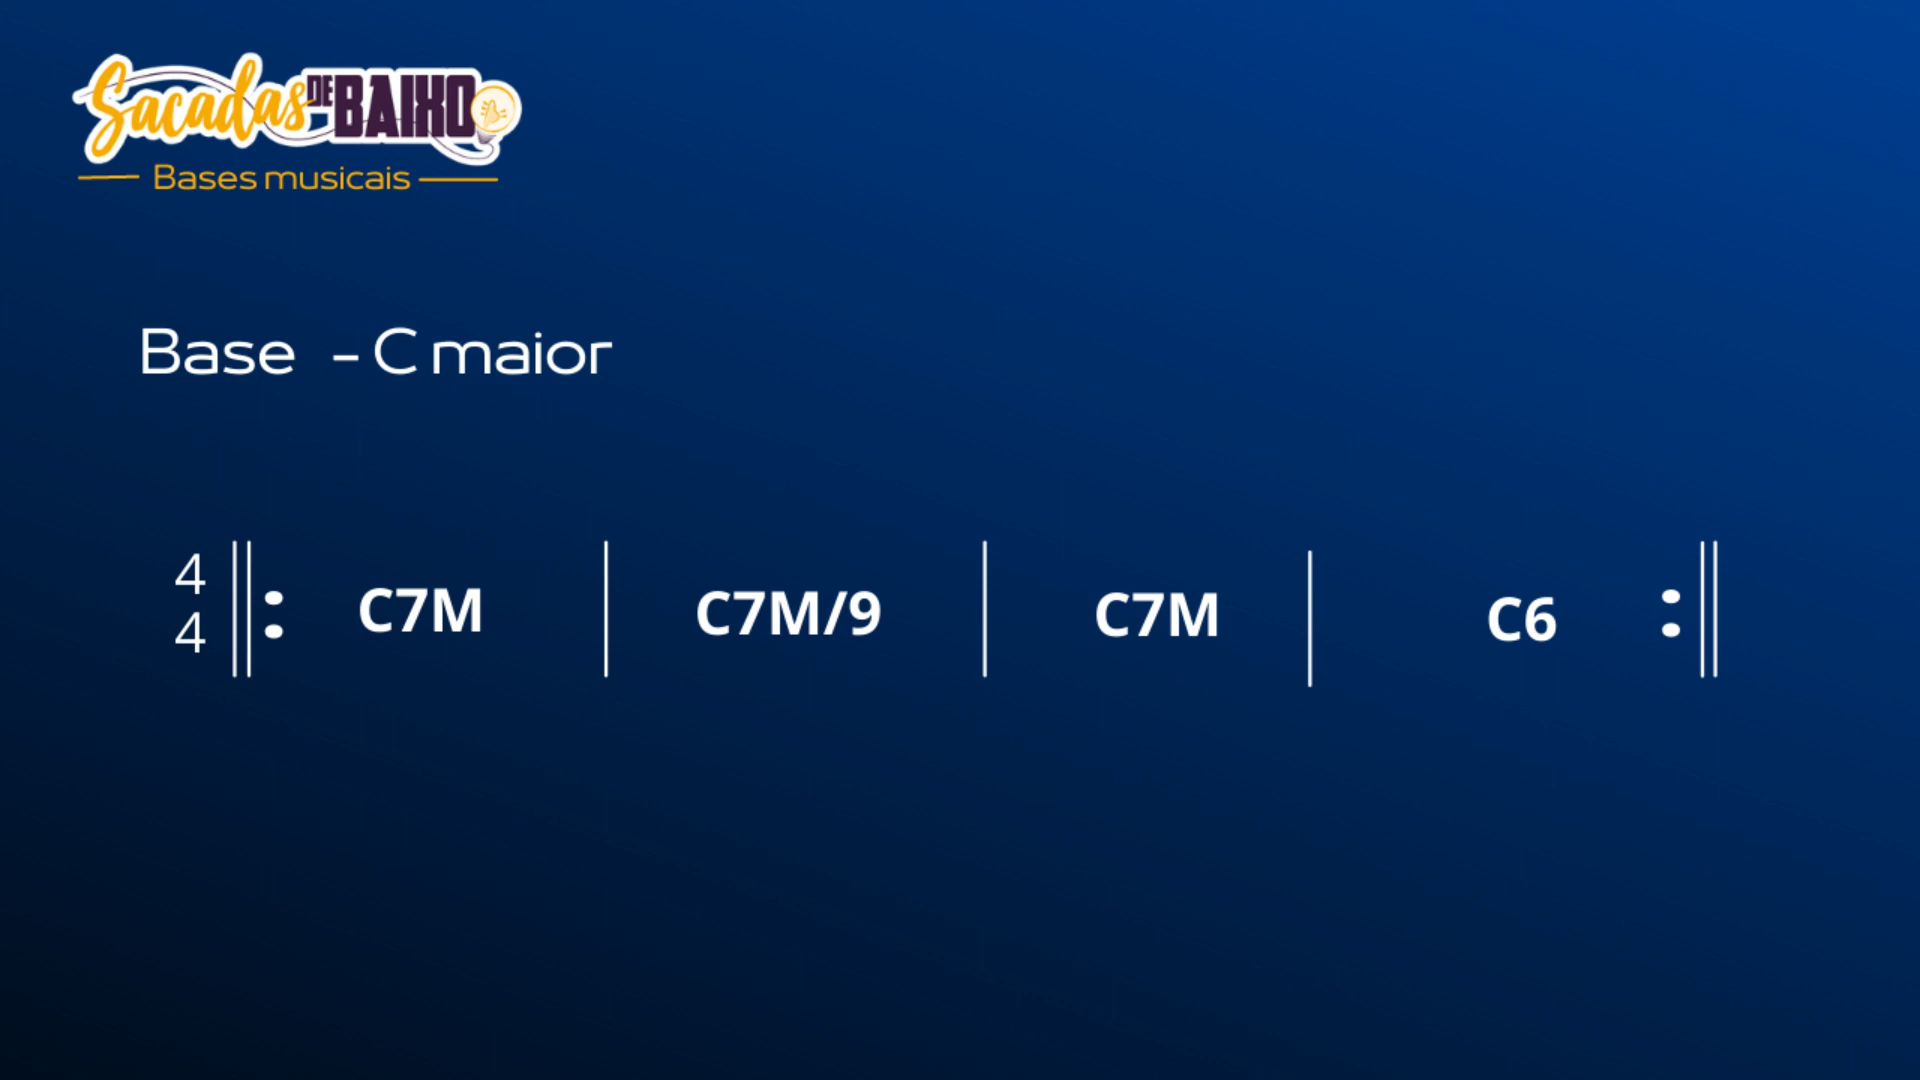 Sacadas DE BAIXO
Bases musicais
Base - C maior
4
4
C7M C7M/9 C7M C6